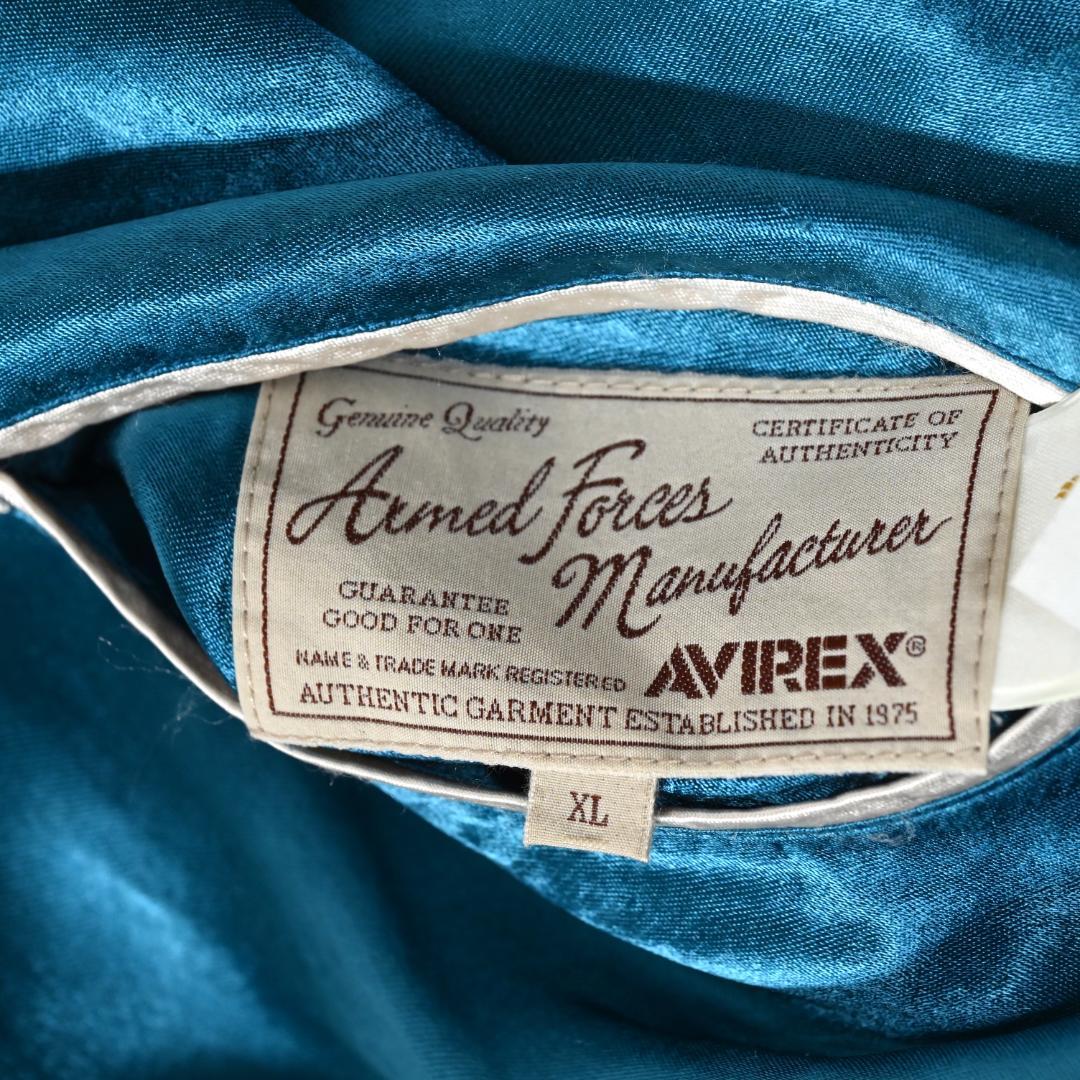 Genuine Quality
CERTIFICATE OF
AUTHENTICITY
Armed Forces
Manufacturer
GUARANTEE
GOOD FOR ONE
NAME & TRADE MARK REGISTERED
AVIREX®
AUTHENTIC GARMENT ESTABLISHED IN 1975
XL